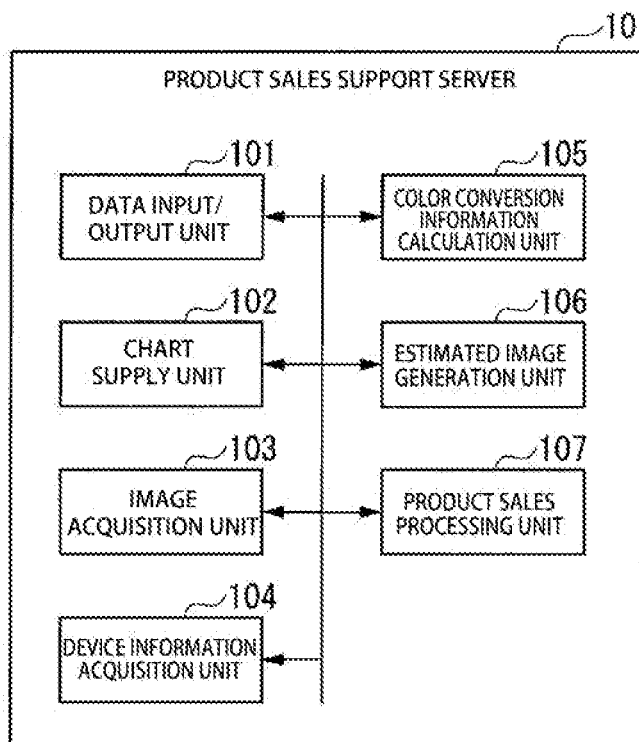 10
PRODUCT SALES SUPPORT SERVER
101
DATA INPUT/
OUTPUT UNIT
102
CHART
SUPPLY UNIT
103
IMAGE
ACQUISITION UNIT
104
DEVICE INFORMATION
ACQUISITION UNIT
105
COLOR CONVERSION
INFORMATION
CALCULATION UNIT
106
ESTIMATED IMAGE
GENERATION UNIT
107
PRODUCT SALES
PROCESSING UNIT